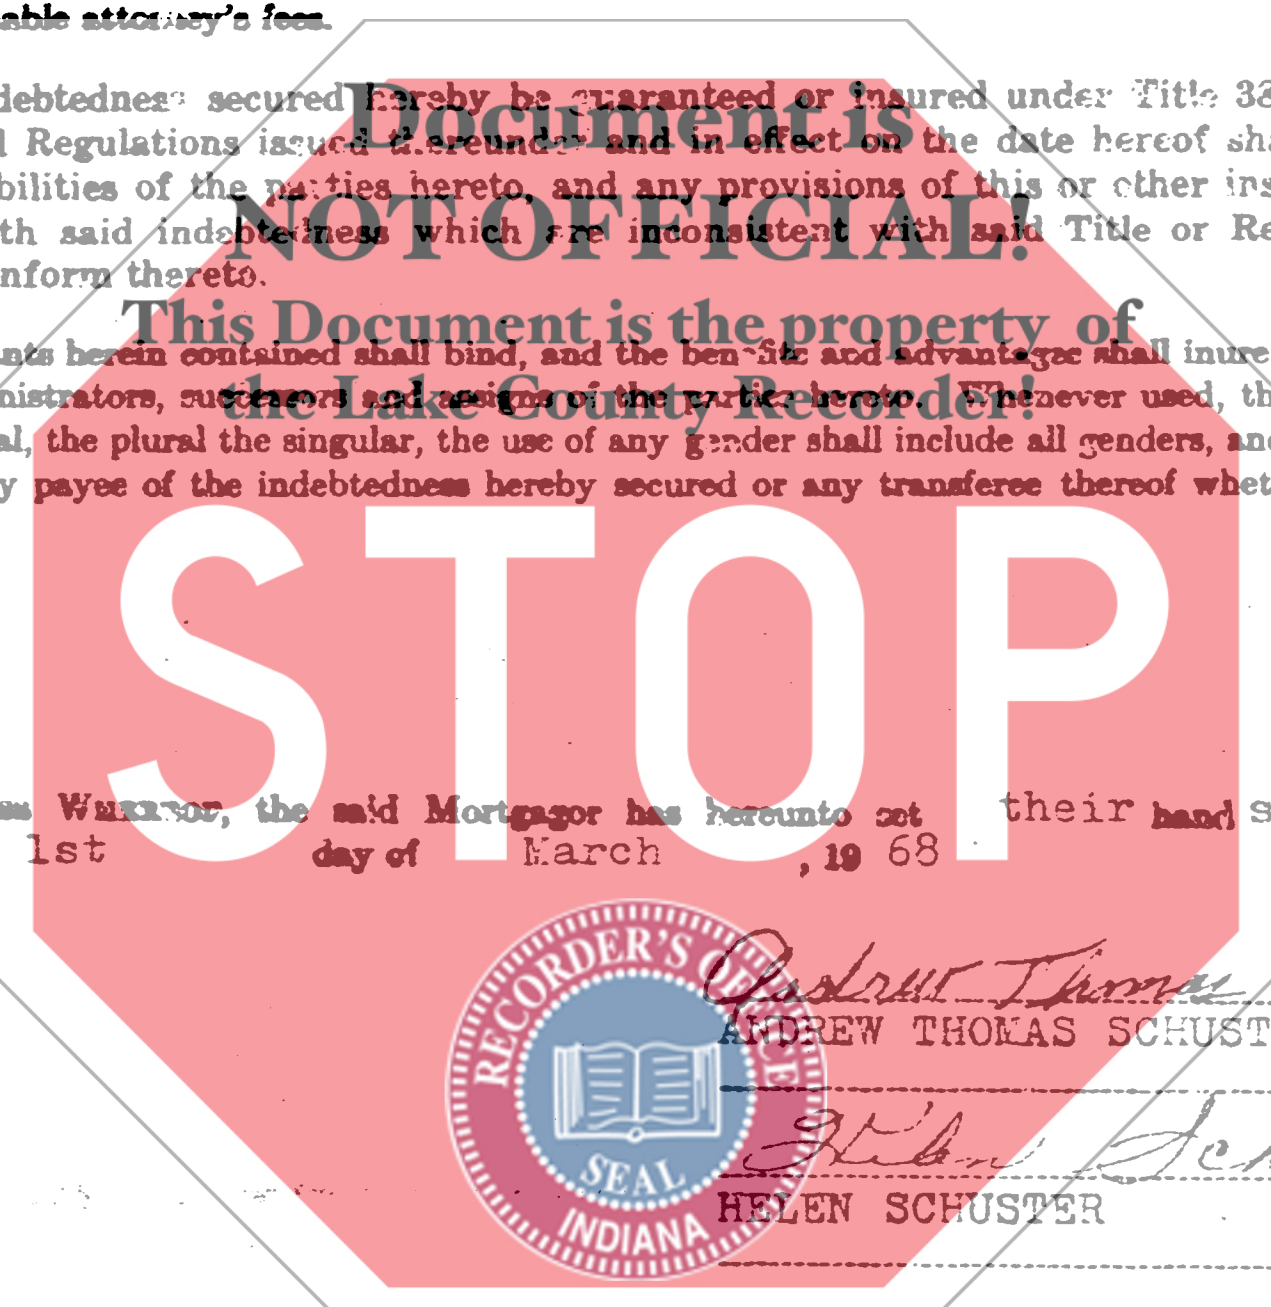 able attorney's fees.
debtedness secured hereby be guaranteed or insured under Title 38
Document is
l Regulations issued thereunder and in effect on the date hereof sha
bilities of the parties hereto, and any provisions of this or other ins
NOT OFFICIAL!
th said indebtedness which are inconsistent with said Title or Re
nform thereto.
This Document is the property of
nts herein contained shall bind, and the benefits and advantages shall inure
the Lake County Recorder!
nistrators, successors and assigns of the parties hereto. Whenever used, th
al, the plural the singular, the use of any gender shall include all genders, and
y payee of the indebtedness hereby secured or any transferee thereof whet
STOP
ss Whereof, the said Mortgagor has hereunto set their hand s
1st day of March , 19 68
RECORDER'S OFFICE
SEAL
INDIANA
Andrew Thomas
ANDREW THOMAS SCHUST
Helen Sch
HELEN SCHUSTER